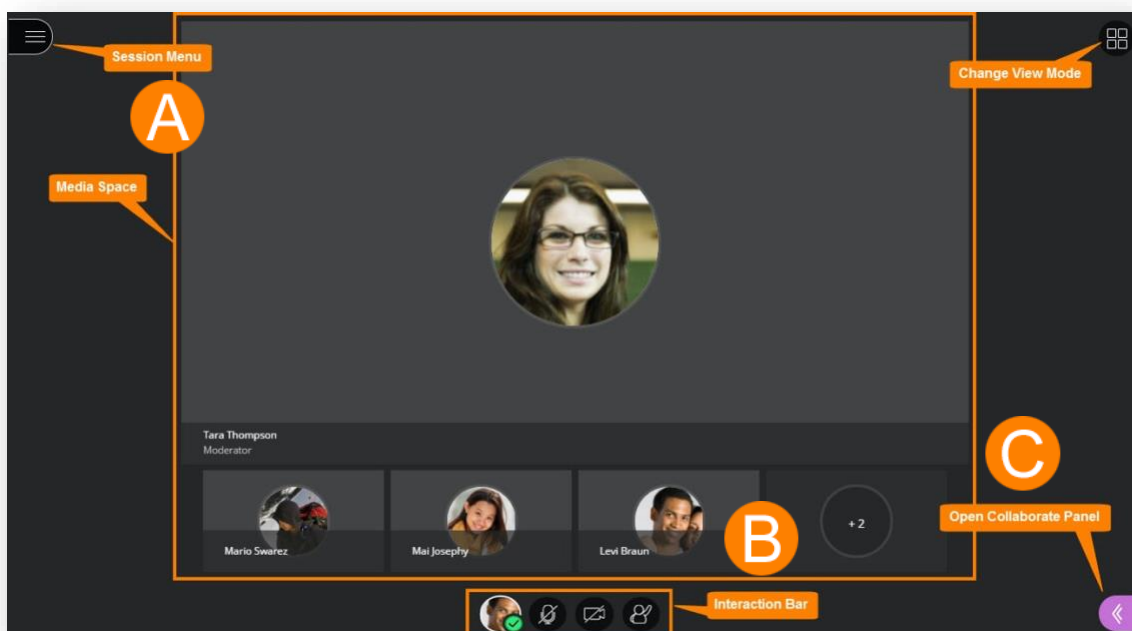 Session Menu
Change View Mode
A
Media Space
Tara Thompson
Moderator
C
Open Collaborate Panel
B
+ 2
Mario Swarez
Mai Josephy
Levi Braun
Interaction Bar